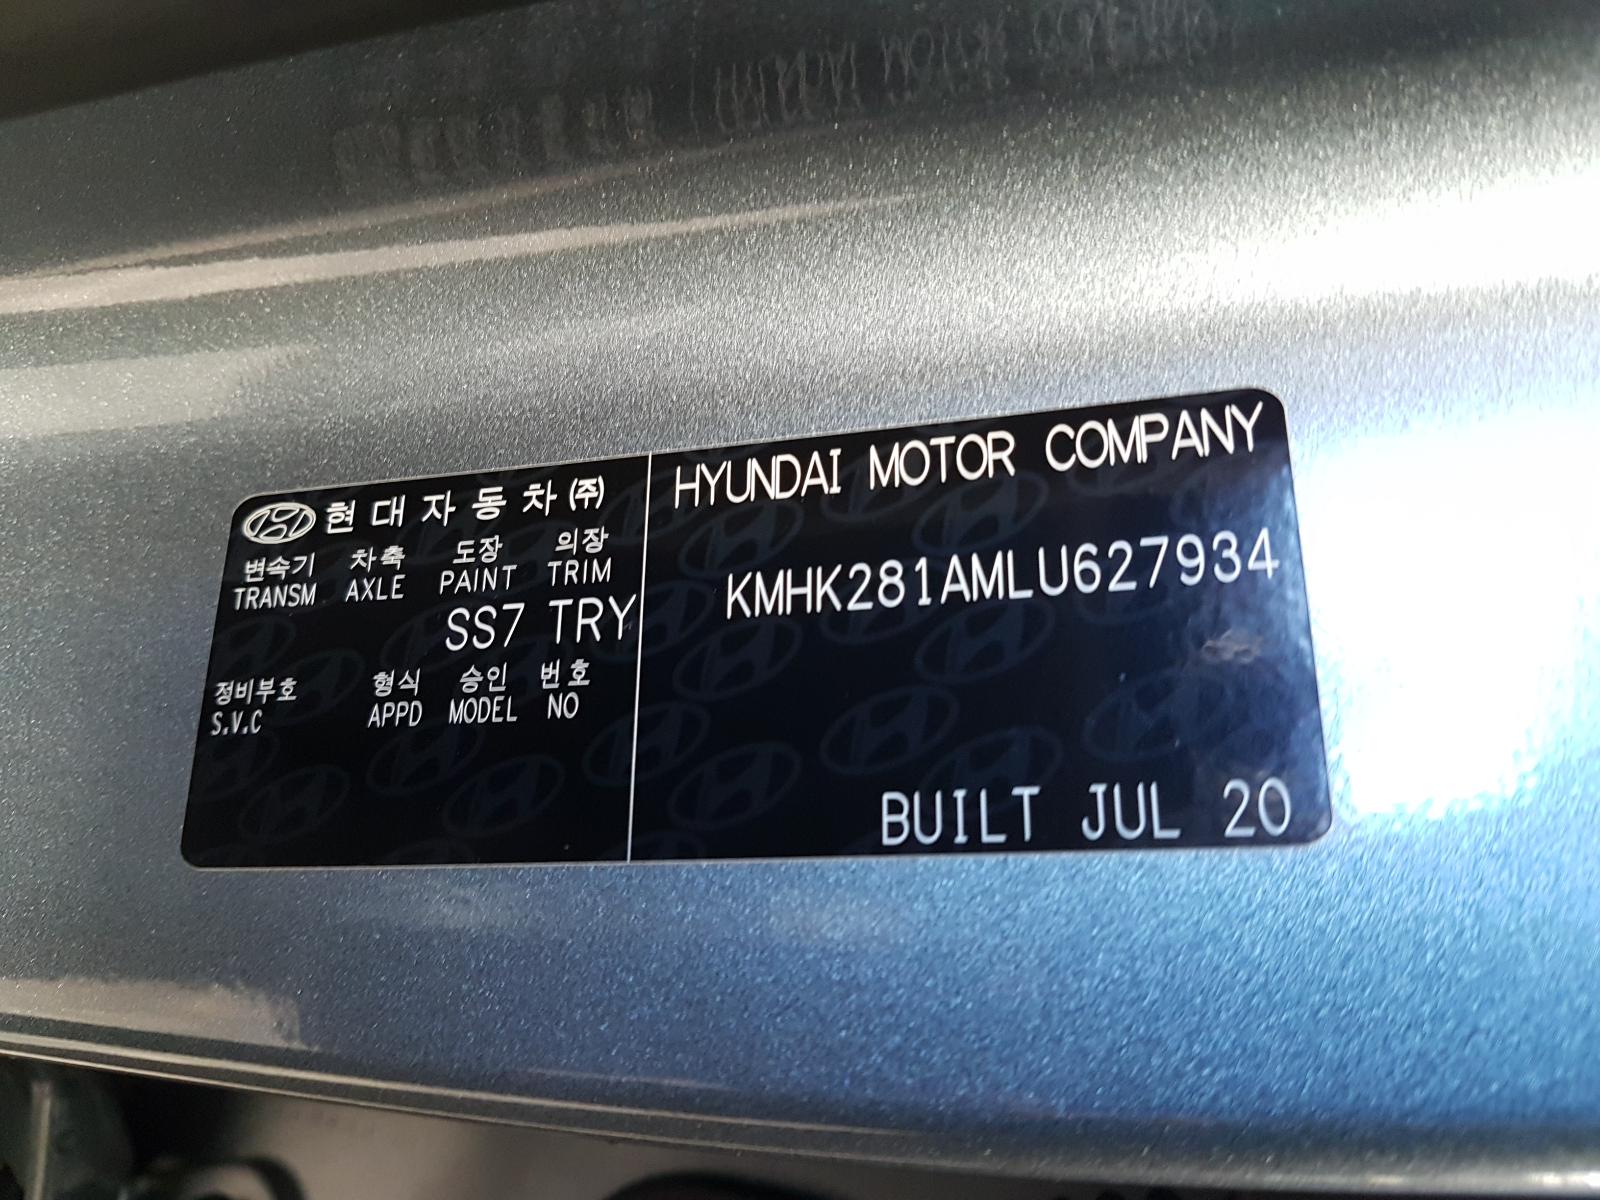 현대자동차(주)
변속기 차축 도장 의장
TRANSM AXLE PAINT TRIM
SS7 TRY
정비부호 형식 승인 번호
S.V.C APPD MODEL NO
HYUNDAI MOTOR COMPANY
KMHK281AMLU627934
BUILT JUL 20